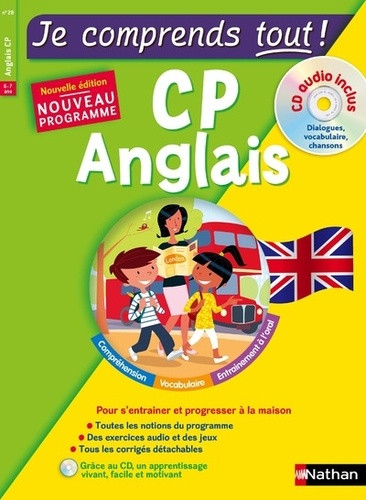 n°28
Anglais CP
6-7
ans
Je comprends tout !
Nouvelle édition
NOUVEAU
PROGRAMME
CD audio inclus
Dialogues,
vocabulaire,
chansons
CP
Anglais
London
Compréhension
Vocabulaire
Entraînement à l'oral
Pour s'entrainer et progresser à la maison
• Toutes les notions du programme
• Des exercices audio et des jeux
• Tous les corrigés détachables
Grâce au CD, un apprentissage
vivant, facile et motivant
Nathan